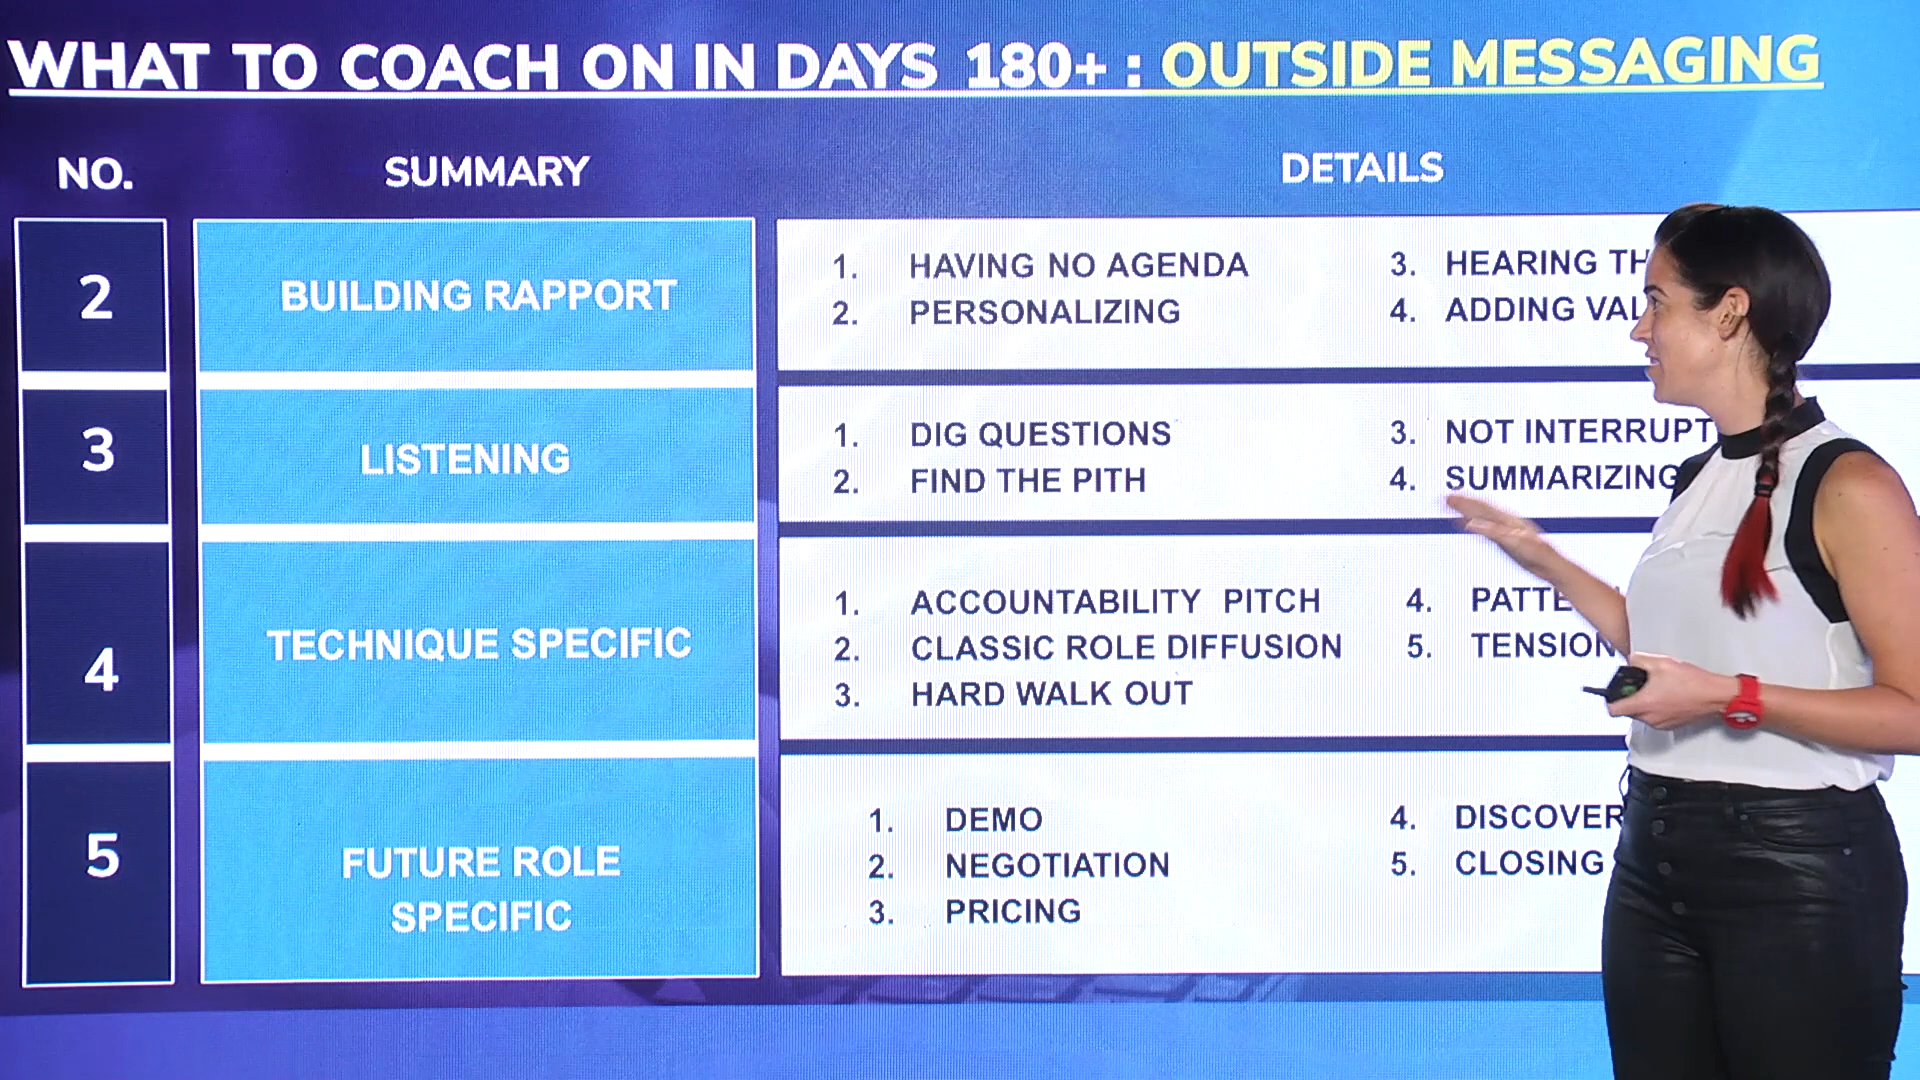 WHAT TO COACH ON IN DAYS 180+ : OUTSIDE MESSAGING
NO. SUMMARY DETAILS
2
BUILDING RAPPORT
1. HAVING NO AGENDA
2. PERSONALIZING
3. HEARING
4. ADDING
3
LISTENING
1. DIG QUESTIONS
2. FIND THE PITH
3. NOT
4. SUMMARIZING
4
TECHNIQUE SPECIFIC
1. ACCOUNTABILITY PITCH
2. CLASSIC ROLE DIFFUSION
3. HARD WALK OUT
4.
5. TENSION
5
FUTURE ROLE
SPECIFIC
1. DEMO
2. NEGOTIATION
3. PRICING
4.
5. CLOSING